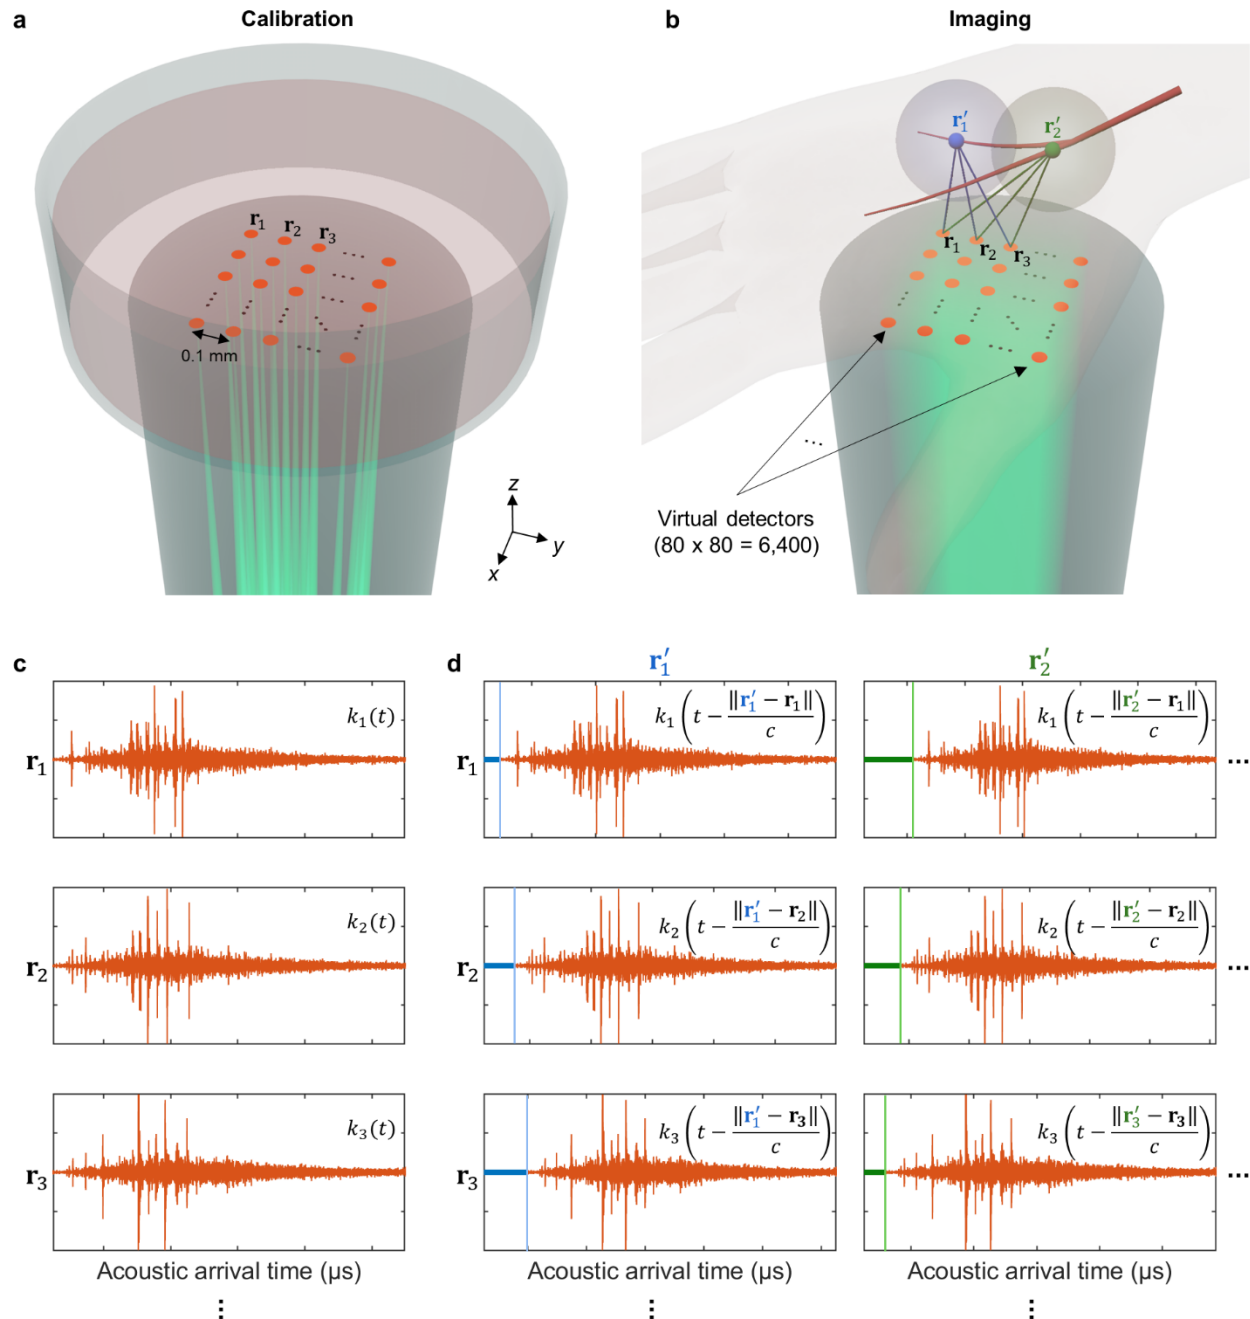 a
Calibration
r1
r2
r3
0.1 mm
z
y
x
b
Imaging
r′1
r′2
r1
r2
r3
Virtual detectors
(80 x 80 = 6,400)
c
r1
k1(t)
r2
k2(t)
r3
k3(t)
Acoustic arrival time (µs)
d
r′1
r′2
r1
k1(t − ‖r′1 − r1‖/c)
k1(t − ‖r′2 − r1‖/c)
...
r2
k2(t − ‖r′1 − r2‖/c)
k2(t − ‖r′2 − r2‖/c)
...
r3
k3(t − ‖r′1 − r3‖/c)
k3(t − ‖r′3 − r3‖/c)
...
Acoustic arrival time (µs)
Acoustic arrival time (µs)